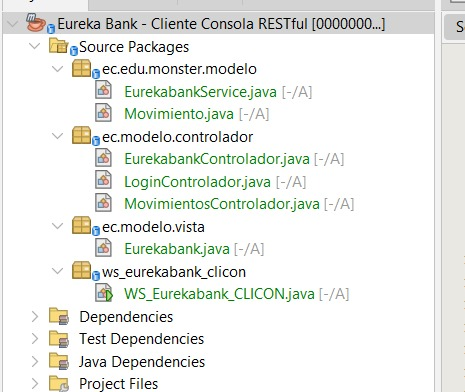 Eureka Bank - Cliente Consola RESTful [0000000...]
Source Packages
ec.edu.monster.modelo
EurekabankService.java [-/A]
Movimiento.java [-/A]
ec.modelo.controlador
EurekabankControlador.java [-/A]
LoginControlador.java [-/A]
MovimientosControlador.java [-/A]
ec.modelo.vista
Eurekabank.java [-/A]
ws_eurekabank_clicon
WS_Eurekabank_CLICON.java [-/A]
Dependencies
Test Dependencies
Java Dependencies
Project Files